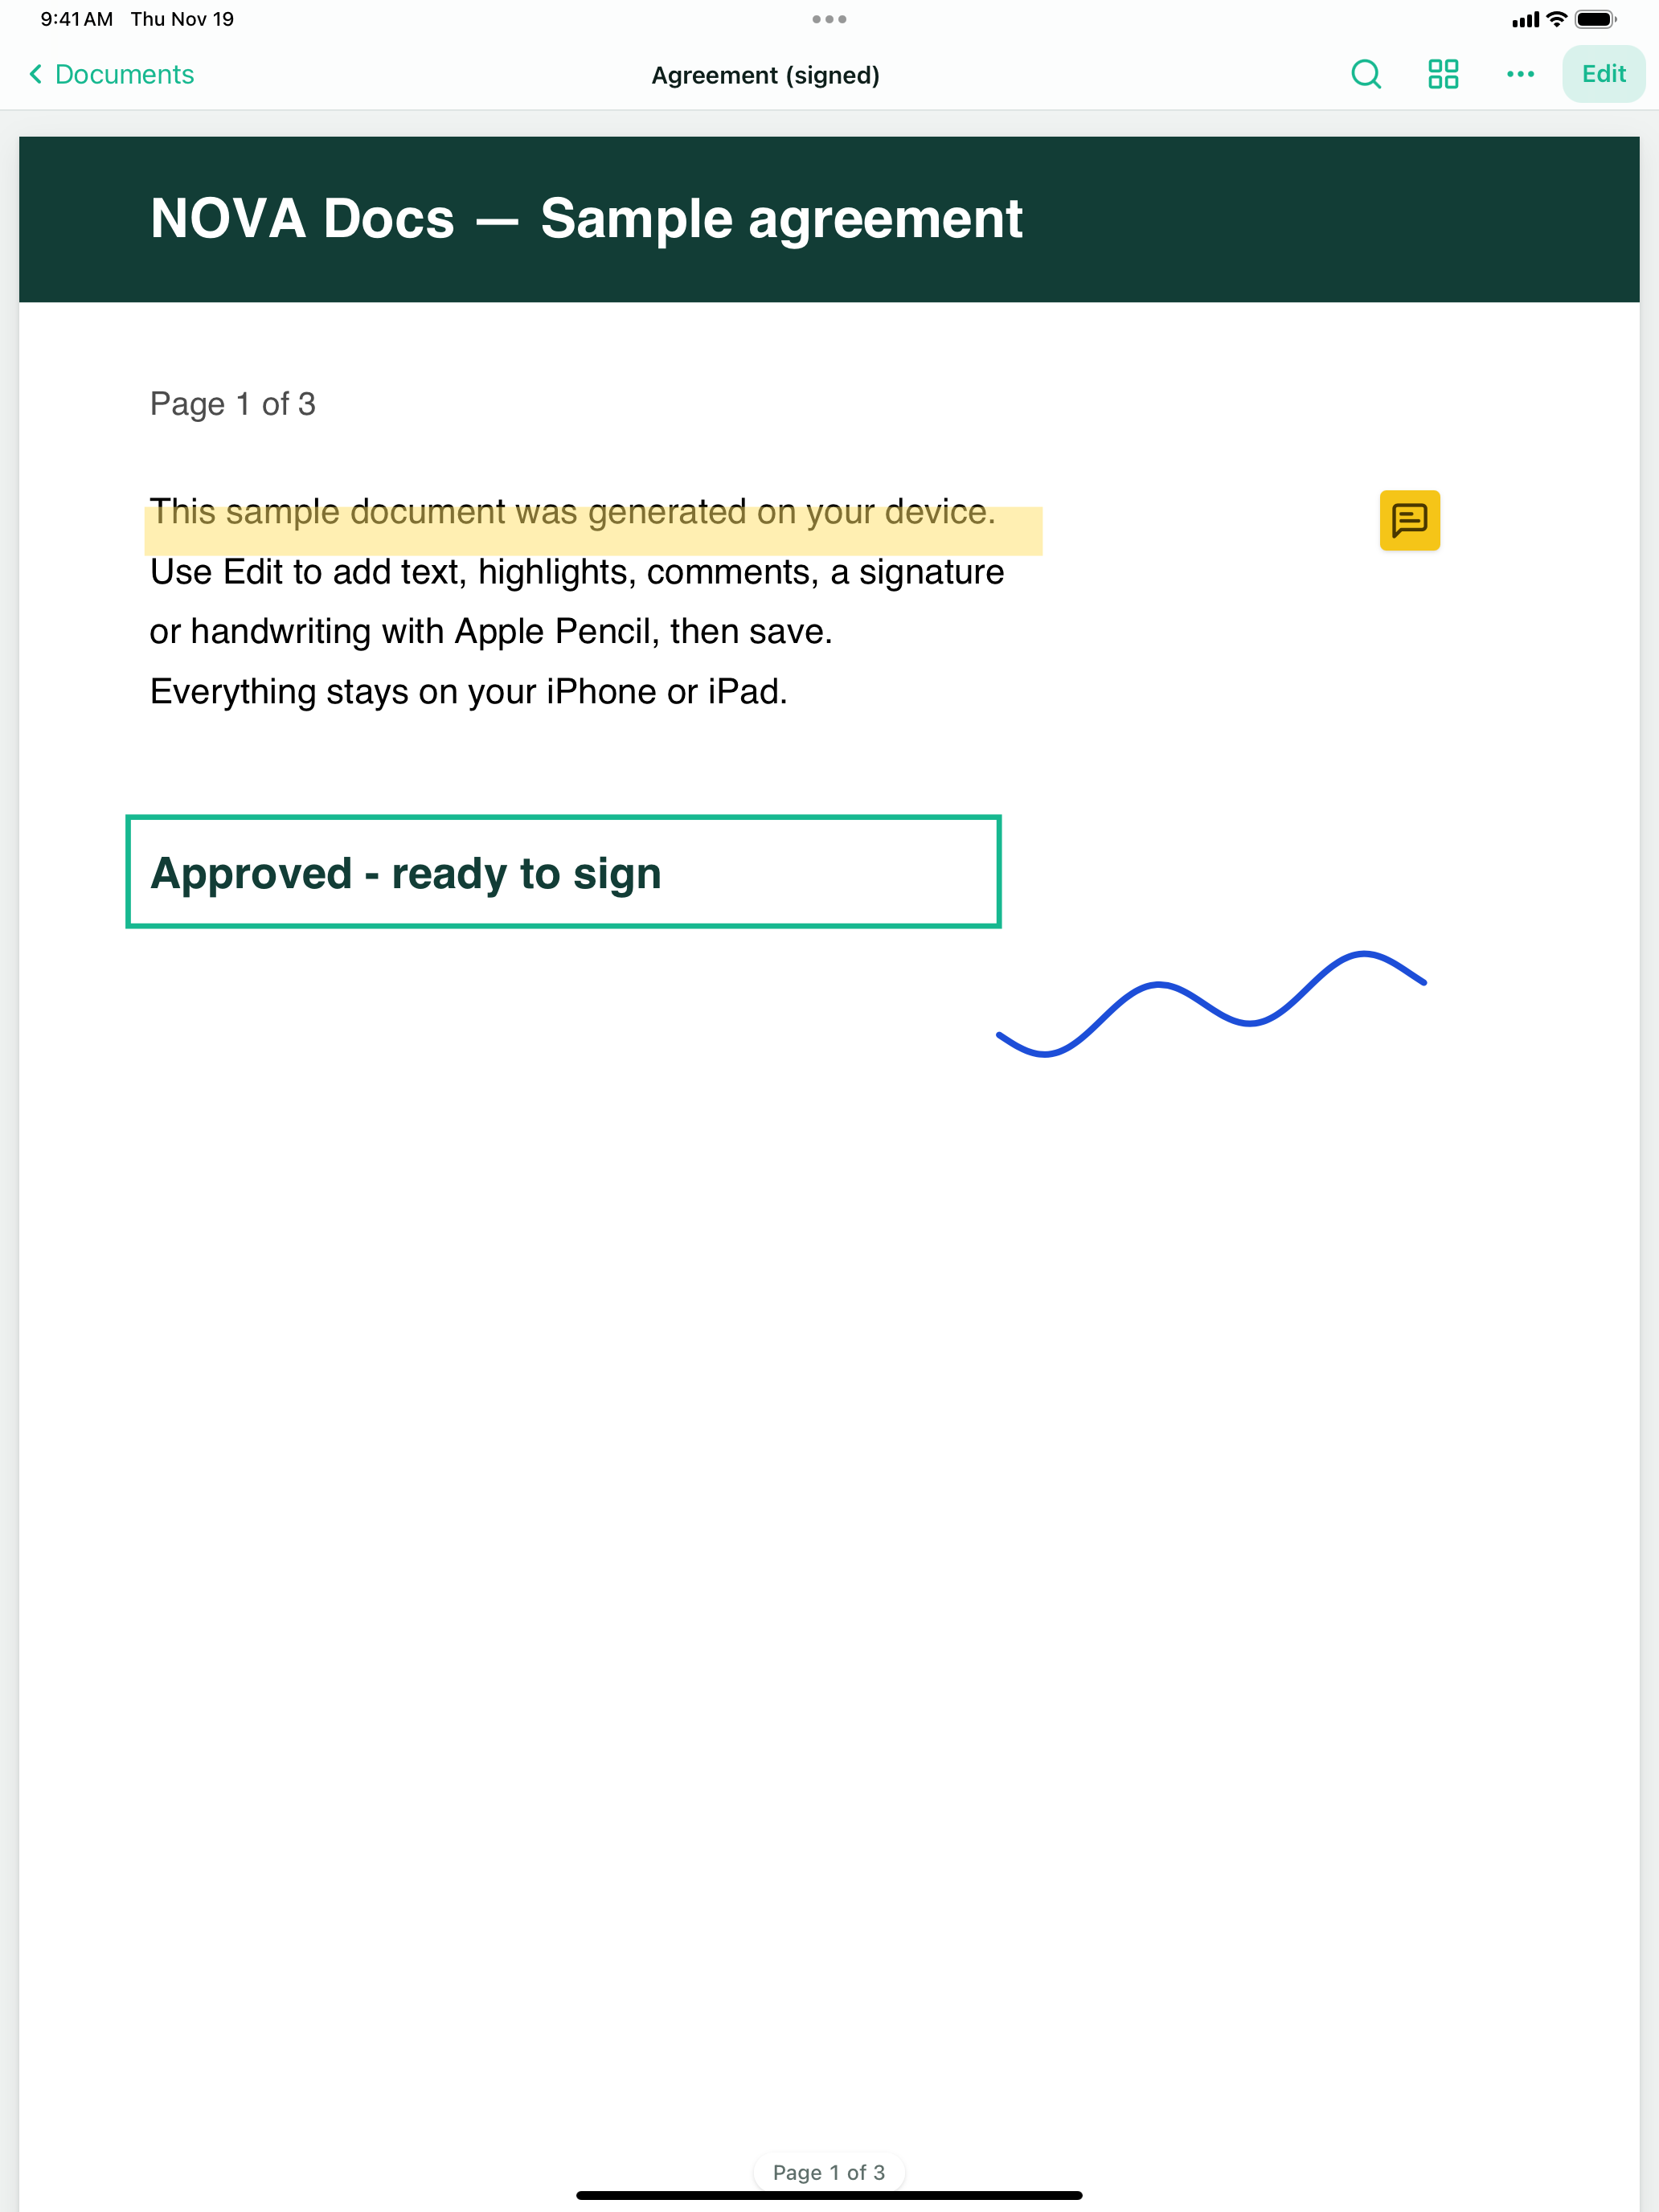 9:41 AM Thu Nov 19
Documents
Agreement (signed)
Edit
NOVA Docs — Sample agreement
Page 1 of 3
This sample document was generated on your device.
Use Edit to add text, highlights, comments, a signature
or handwriting with Apple Pencil, then save.
Everything stays on your iPhone or iPad.
Approved - ready to sign
Page 1 of 3